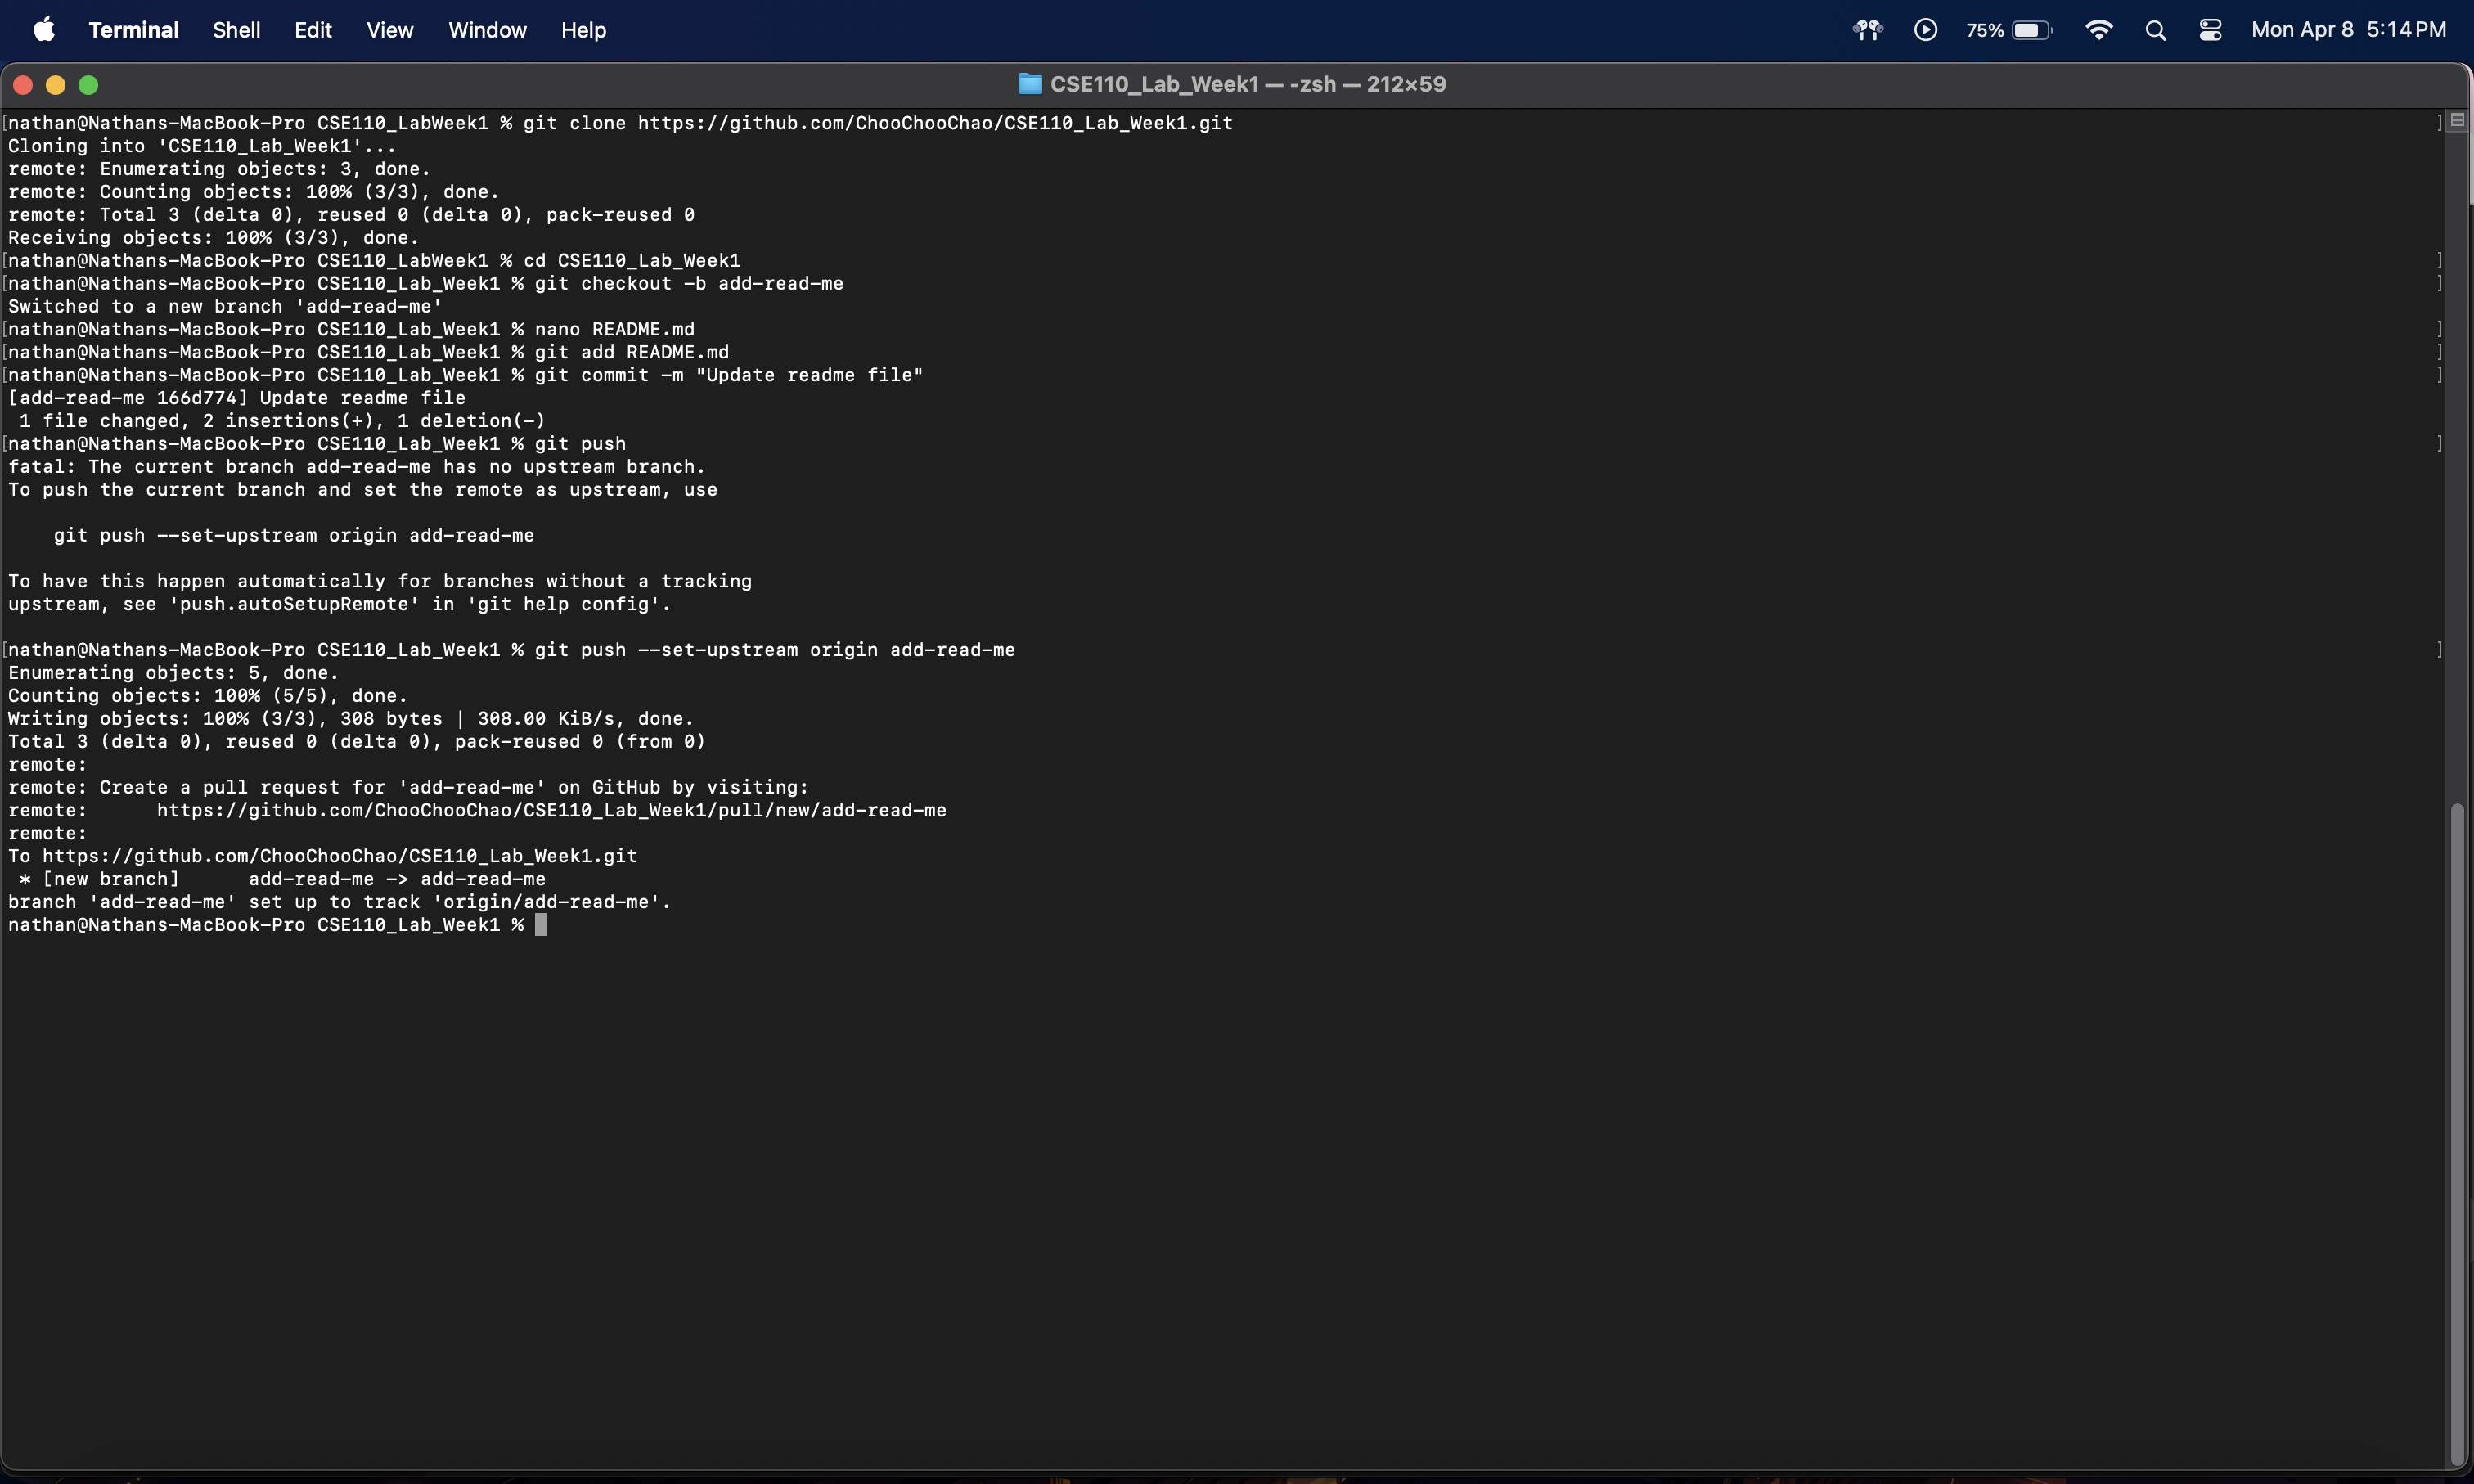 Terminal Shell Edit View Window Help 75% Mon Apr 8 5:14 PM
CSE110_Lab_Week1 — -zsh — 212×59
[nathan@Nathans-MacBook-Pro CSE110_LabWeek1 % git clone https://github.com/ChooChooChao/CSE110_Lab_Week1.git ]
Cloning into 'CSE110_Lab_Week1'...
remote: Enumerating objects: 3, done.
remote: Counting objects: 100% (3/3), done.
remote: Total 3 (delta 0), reused 0 (delta 0), pack-reused 0
Receiving objects: 100% (3/3), done.
[nathan@Nathans-MacBook-Pro CSE110_LabWeek1 % cd CSE110_Lab_Week1 ]
[nathan@Nathans-MacBook-Pro CSE110_Lab_Week1 % git checkout -b add-read-me ]
Switched to a new branch 'add-read-me'
[nathan@Nathans-MacBook-Pro CSE110_Lab_Week1 % nano README.md ]
[nathan@Nathans-MacBook-Pro CSE110_Lab_Week1 % git add README.md ]
[nathan@Nathans-MacBook-Pro CSE110_Lab_Week1 % git commit -m "Update readme file" ]
[add-read-me 166d774] Update readme file
 1 file changed, 2 insertions(+), 1 deletion(-)
[nathan@Nathans-MacBook-Pro CSE110_Lab_Week1 % git push ]
fatal: The current branch add-read-me has no upstream branch.
To push the current branch and set the remote as upstream, use
    git push --set-upstream origin add-read-me
To have this happen automatically for branches without a tracking
upstream, see 'push.autoSetupRemote' in 'git help config'.
[nathan@Nathans-MacBook-Pro CSE110_Lab_Week1 % git push --set-upstream origin add-read-me ]
Enumerating objects: 5, done.
Counting objects: 100% (5/5), done.
Writing objects: 100% (3/3), 308 bytes | 308.00 KiB/s, done.
Total 3 (delta 0), reused 0 (delta 0), pack-reused 0 (from 0)
remote:
remote: Create a pull request for 'add-read-me' on GitHub by visiting:
remote:      https://github.com/ChooChooChao/CSE110_Lab_Week1/pull/new/add-read-me
remote:
To https://github.com/ChooChooChao/CSE110_Lab_Week1.git
 * [new branch]      add-read-me -> add-read-me
branch 'add-read-me' set up to track 'origin/add-read-me'.
nathan@Nathans-MacBook-Pro CSE110_Lab_Week1 %